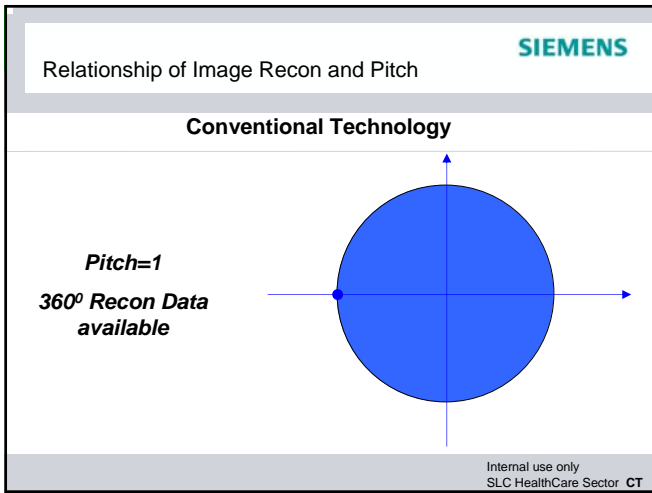 SIEMENS
Relationship of Image Recon and Pitch
Conventional Technology
Pitch=1
360⁰ Recon Data
available
Internal use only
SLC HealthCare Sector CT